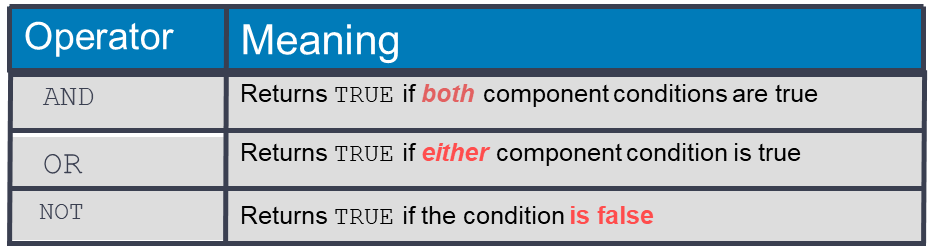 Operator Meaning
AND Returns TRUE if both component conditions are true
OR Returns TRUE if either component condition is true
NOT Returns TRUE if the condition is false